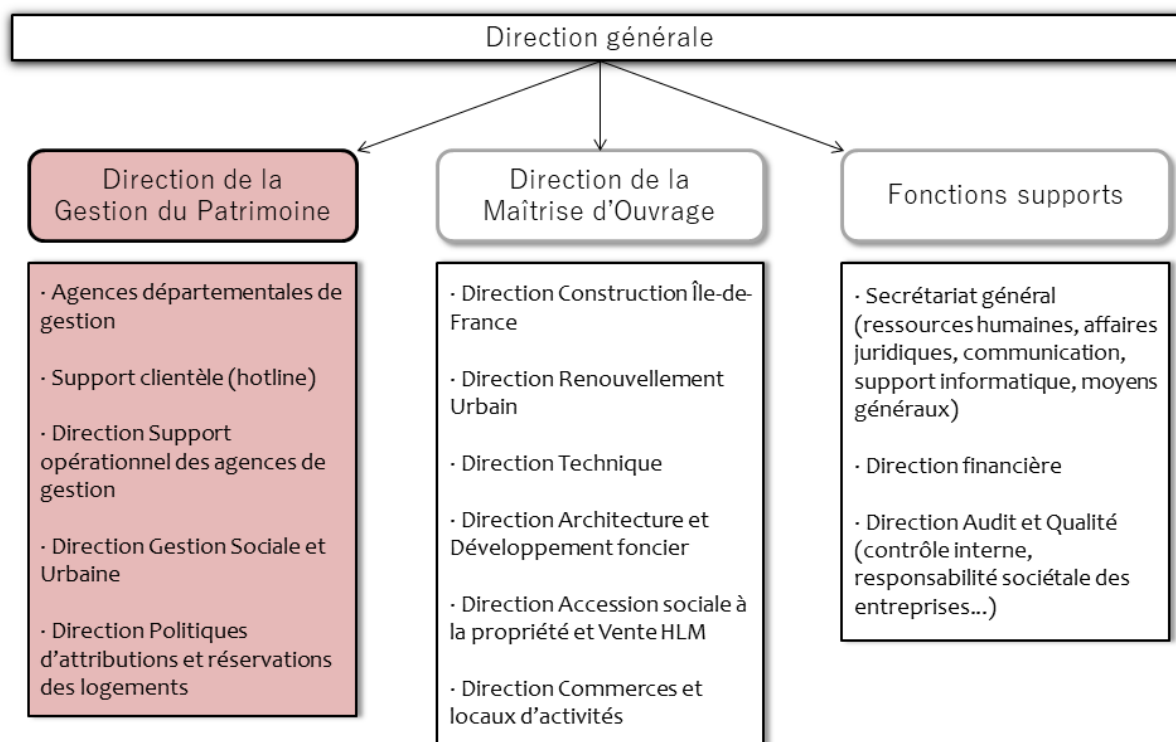 Direction générale
Direction de la
Gestion du Patrimoine
· Agences départementales de
gestion
· Support clientèle (hotline)
· Direction Support
opérationnel des agences de
gestion
· Direction Gestion Sociale et
Urbaine
· Direction Politiques
d’attributions et réservations
des logements
Direction de la
Maîtrise d’Ouvrage
· Direction Construction Île-de-
France
· Direction Renouvellement
Urbain
· Direction Technique
· Direction Architecture et
Développement foncier
· Direction Accession sociale à
la propriété et Vente HLM
· Direction Commerces et
locaux d’activités
Fonctions supports
· Secrétariat général
(ressources humaines, affaires
juridiques, communication,
support informatique, moyens
généraux)
· Direction financière
· Direction Audit et Qualité
(contrôle interne,
responsabilité sociétale des
entreprises...)